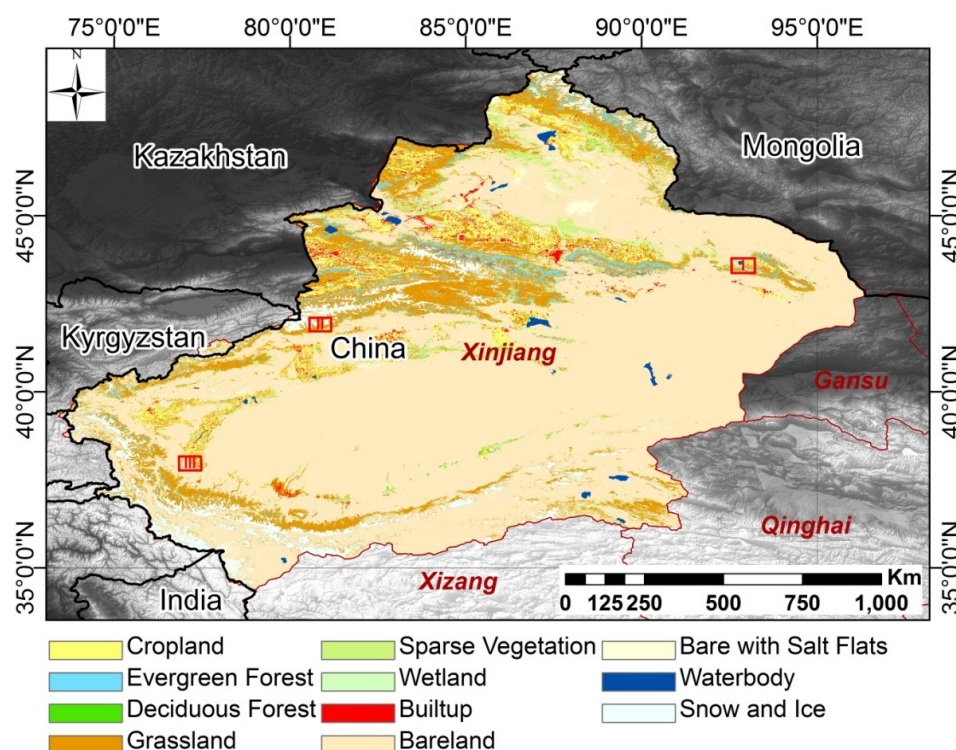 75°0'0"E 80°0'0"E 85°0'0"E 90°0'0"E 95°0'0"E
N
Kazakhstan
Mongolia
45°0'0"N
45°0'0"N
Kyrgyzstan
China
Xinjiang
Gansu
40°0'0"N
40°0'0"N
I
II
III
Qinghai
Xizang
India
35°0'0"N
35°0'0"N
Km
0 125 250 500 750 1,000
Cropland
Evergreen Forest
Deciduous Forest
Grassland
Sparse Vegetation
Wetland
Builtup
Bareland
Bare with Salt Flats
Waterbody
Snow and Ice